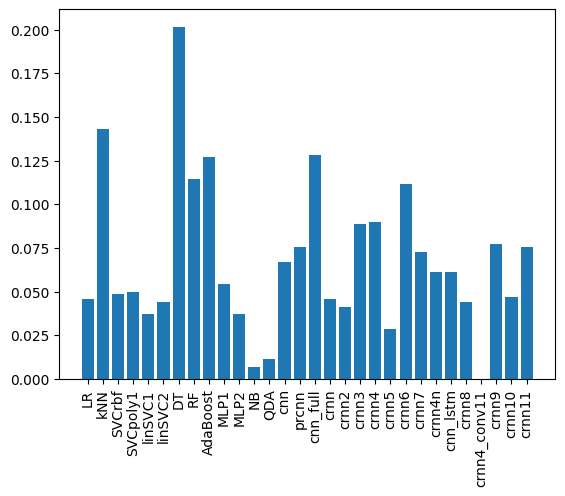 0.200
0.175
0.150
0.125
0.100
0.075
0.050
0.025
0.000
LR
kNN
SVCrbf
SVCpoly1
linSVC1
linSVC2
DT
RF
AdaBoost
MLP1
MLP2
NB
QDA
cnn
prcnn
cnn_full
crnn
crnn2
crnn3
crnn4
crnn5
crnn6
crnn7
crnn4n
cnn_lstm
crnn8
crnn4_conv11
crnn9
crnn10
crnn11